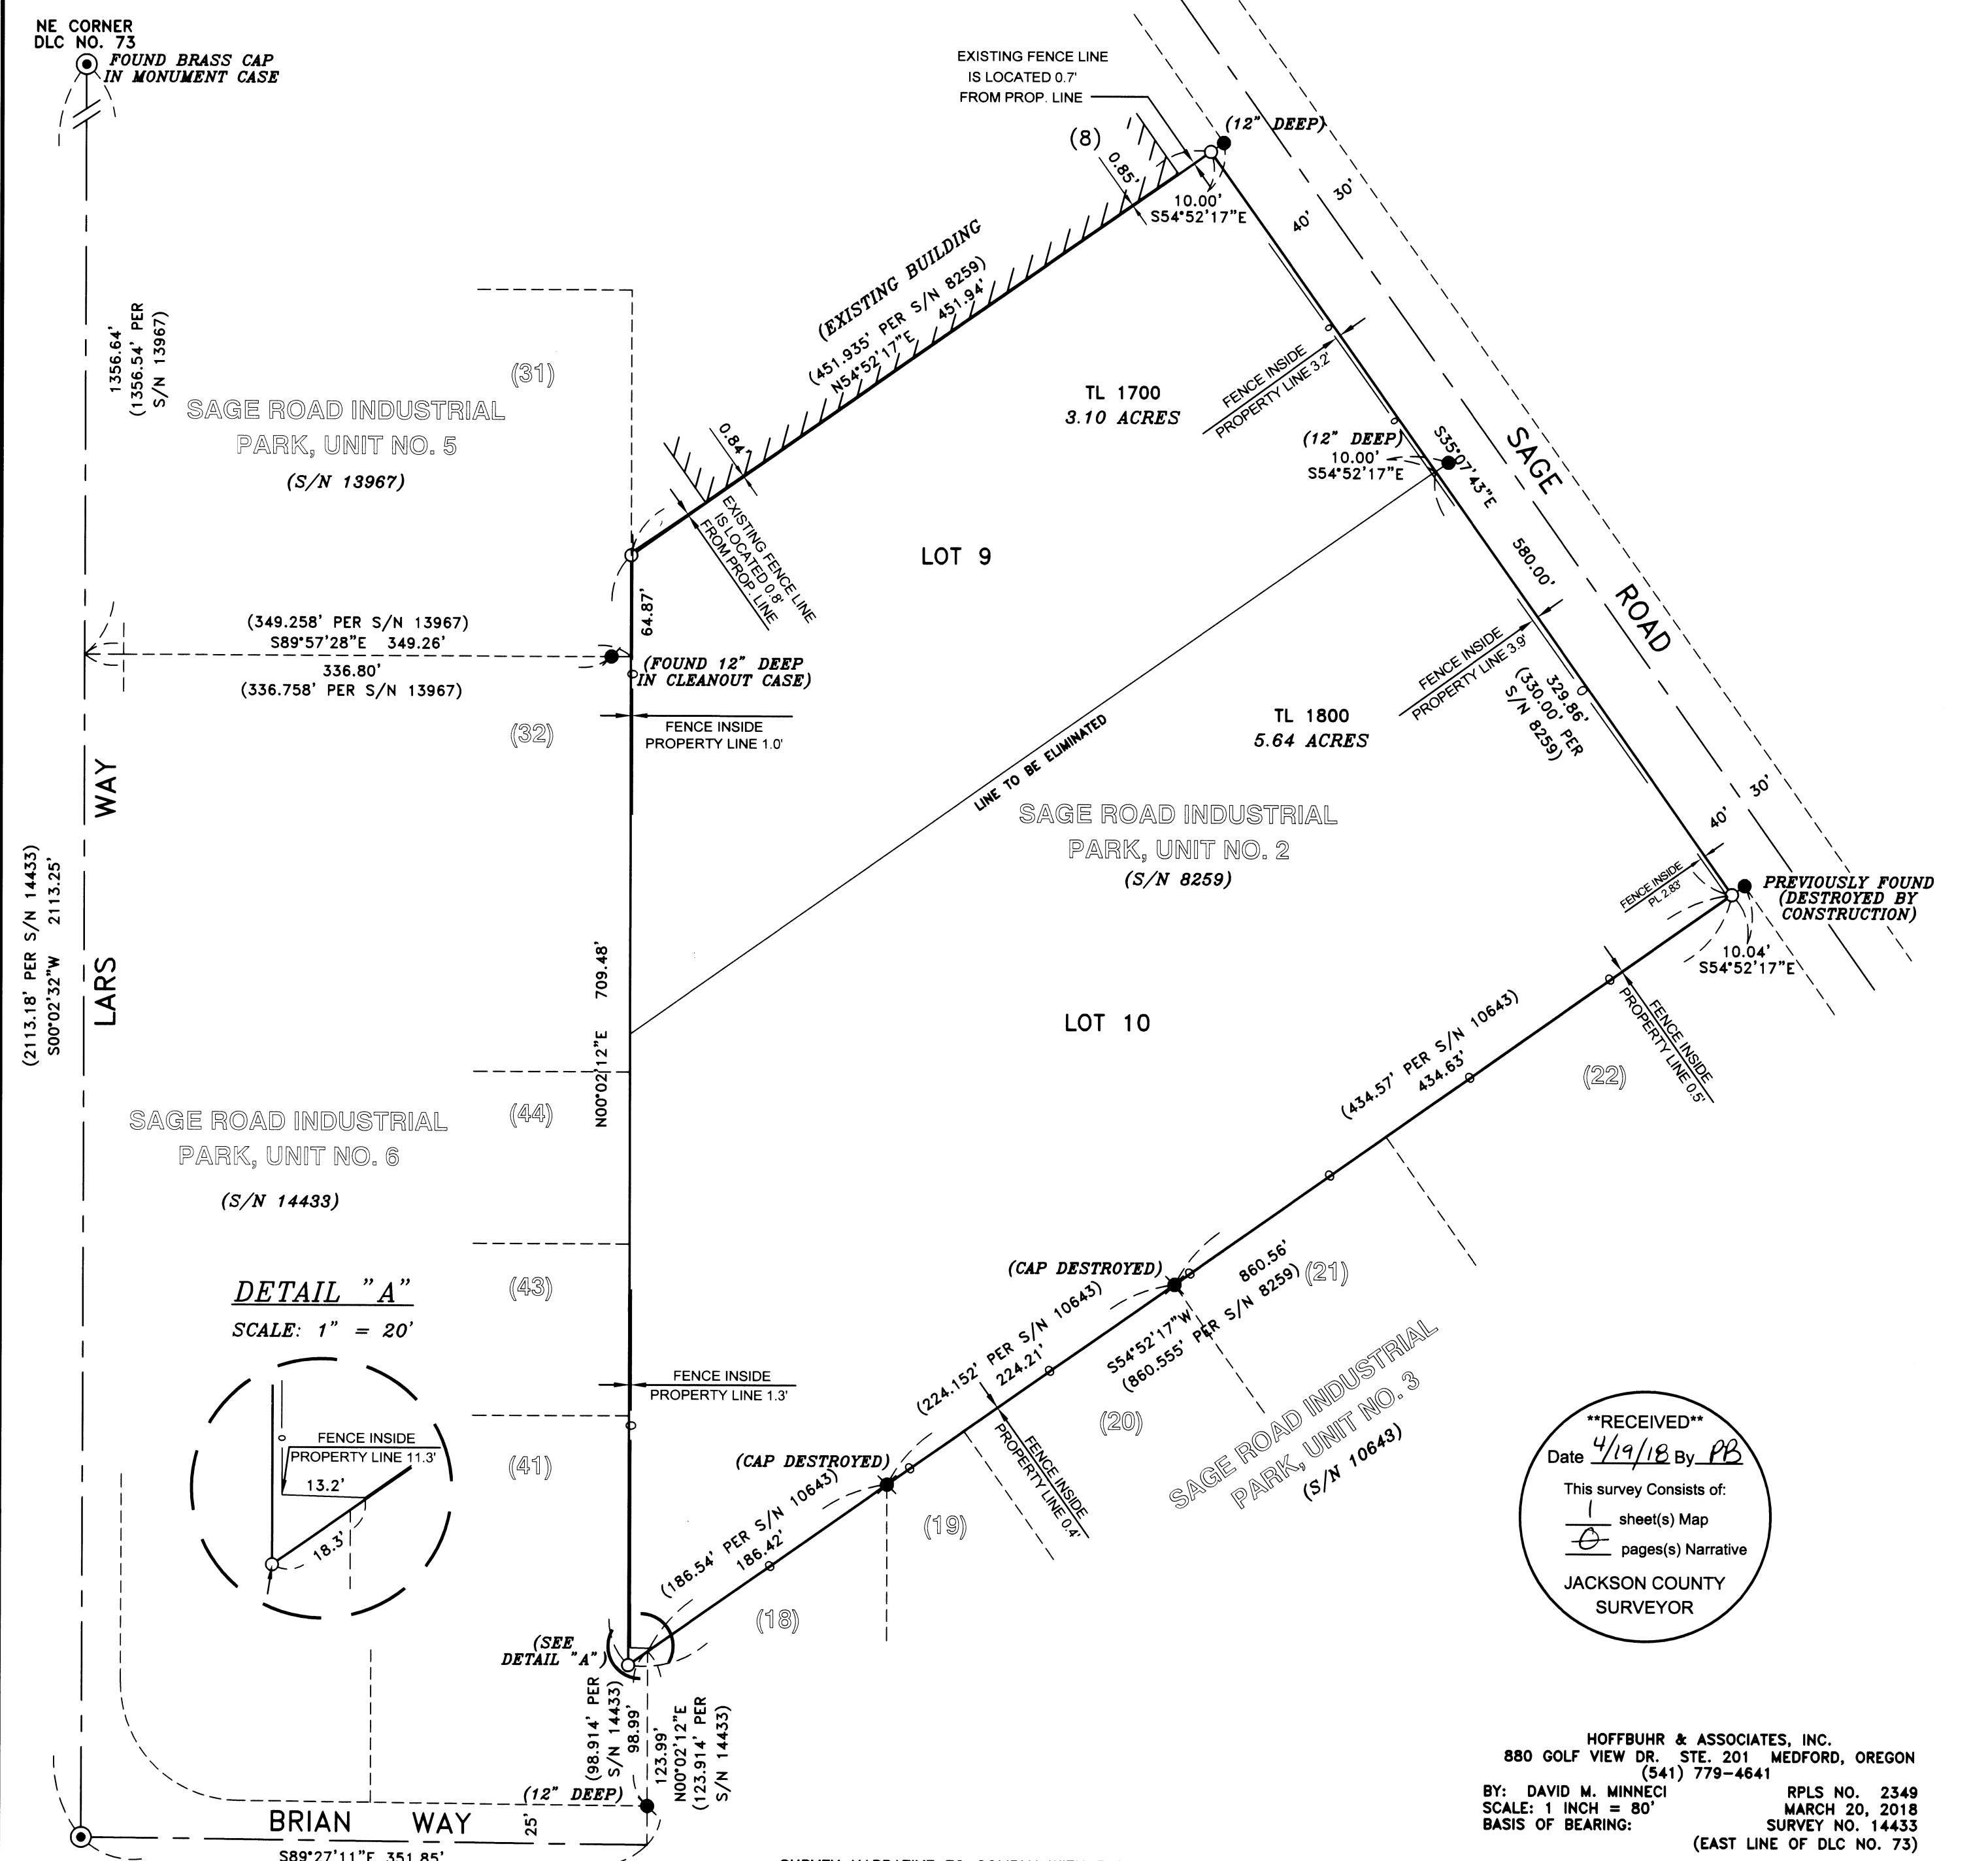 NE CORNER
DLC NO. 73
FOUND BRASS CAP
IN MONUMENT CASE
EXISTING FENCE LINE
IS LOCATED 0.7'
FROM PROP. LINE
(8)
0.85'
(12" DEEP)
10.00'
S54°52'17"E
30'
40'
(EXISTING BUILDING
(451.935' PER S/N 8259)
N54°52'17"E 451.94'
1356.64'
(1356.54' PER
S/N 13967)
(31)
SAGE ROAD INDUSTRIAL
PARK, UNIT NO. 5
(S/N 13967)
0.84'
EXISTING FENCE LINE
IS LOCATED 0.8'
FROM PROP. LINE
TL 1700
3.10 ACRES
FENCE INSIDE
PROPERTY LINE 3.2'
(12" DEEP)
10.00'
S54°52'17"E
S35°07'43"E
580.00'
SAGE
ROAD
LOT 9
64.87'
(349.258' PER S/N 13967)
S89°57'28"E 349.26'
336.80'
(336.758' PER S/N 13967)
(FOUND 12" DEEP
IN CLEANOUT CASE)
(32)
FENCE INSIDE
PROPERTY LINE 1.0'
FENCE INSIDE
PROPERTY LINE 3.9'
329.86'
(330.00' PER
S/N 8259)
TL 1800
5.64 ACRES
LINE TO BE ELIMINATED
SAGE ROAD INDUSTRIAL
PARK, UNIT NO. 2
(S/N 8259)
30'
40'
FENCE INSIDE
PL 2.83'
PREVIOUSLY FOUND
(DESTROYED BY
CONSTRUCTION)
10.04'
S54°52'17"E
LARS WAY
(2113.18' PER S/N 14433)
S00°02'32"W 2113.25'
N00°02'12"E 709.48'
LOT 10
FENCE INSIDE
PROPERTY LINE 0.5'
(434.57' PER S/N 10643)
434.63'
(22)
(44)
SAGE ROAD INDUSTRIAL
PARK, UNIT NO. 6
(S/N 14433)
(43)
(CAP DESTROYED)
860.56'
S54°52'17"W
(860.555' PER S/N 8259)
(21)
DETAIL "A"
SCALE: 1" = 20'
FENCE INSIDE
PROPERTY LINE 11.3'
13.2'
18.3'
FENCE INSIDE
PROPERTY LINE 1.3'
(224.152' PER S/N 10643)
224.21'
(20)
SAGE ROAD INDUSTRIAL
PARK, UNIT NO. 3
(S/N 10643)
(41)
FENCE INSIDE
PROPERTY LINE 0.4'
(CAP DESTROYED)
(19)
(186.54' PER S/N 10643)
186.42'
(18)
(SEE
DETAIL "A")
(98.914' PER
S/N 14433)
98.99'
123.99'
N00°02'12"E
(123.914' PER
S/N 14433)
(12" DEEP)
BRIAN WAY
25'
S89°27'11"E 351.85'
**RECEIVED**
Date 4/19/18 By PB
This survey Consists of:
1 sheet(s) Map
0 pages(s) Narrative
JACKSON COUNTY
SURVEYOR
HOFFBUHR & ASSOCIATES, INC.
880 GOLF VIEW DR. STE. 201 MEDFORD, OREGON
(541) 779-4641
BY: DAVID M. MINNECI RPLS NO. 2349
SCALE: 1 INCH = 80' MARCH 20, 2018
BASIS OF BEARING: SURVEY NO. 14433
(EAST LINE OF DLC NO. 73)